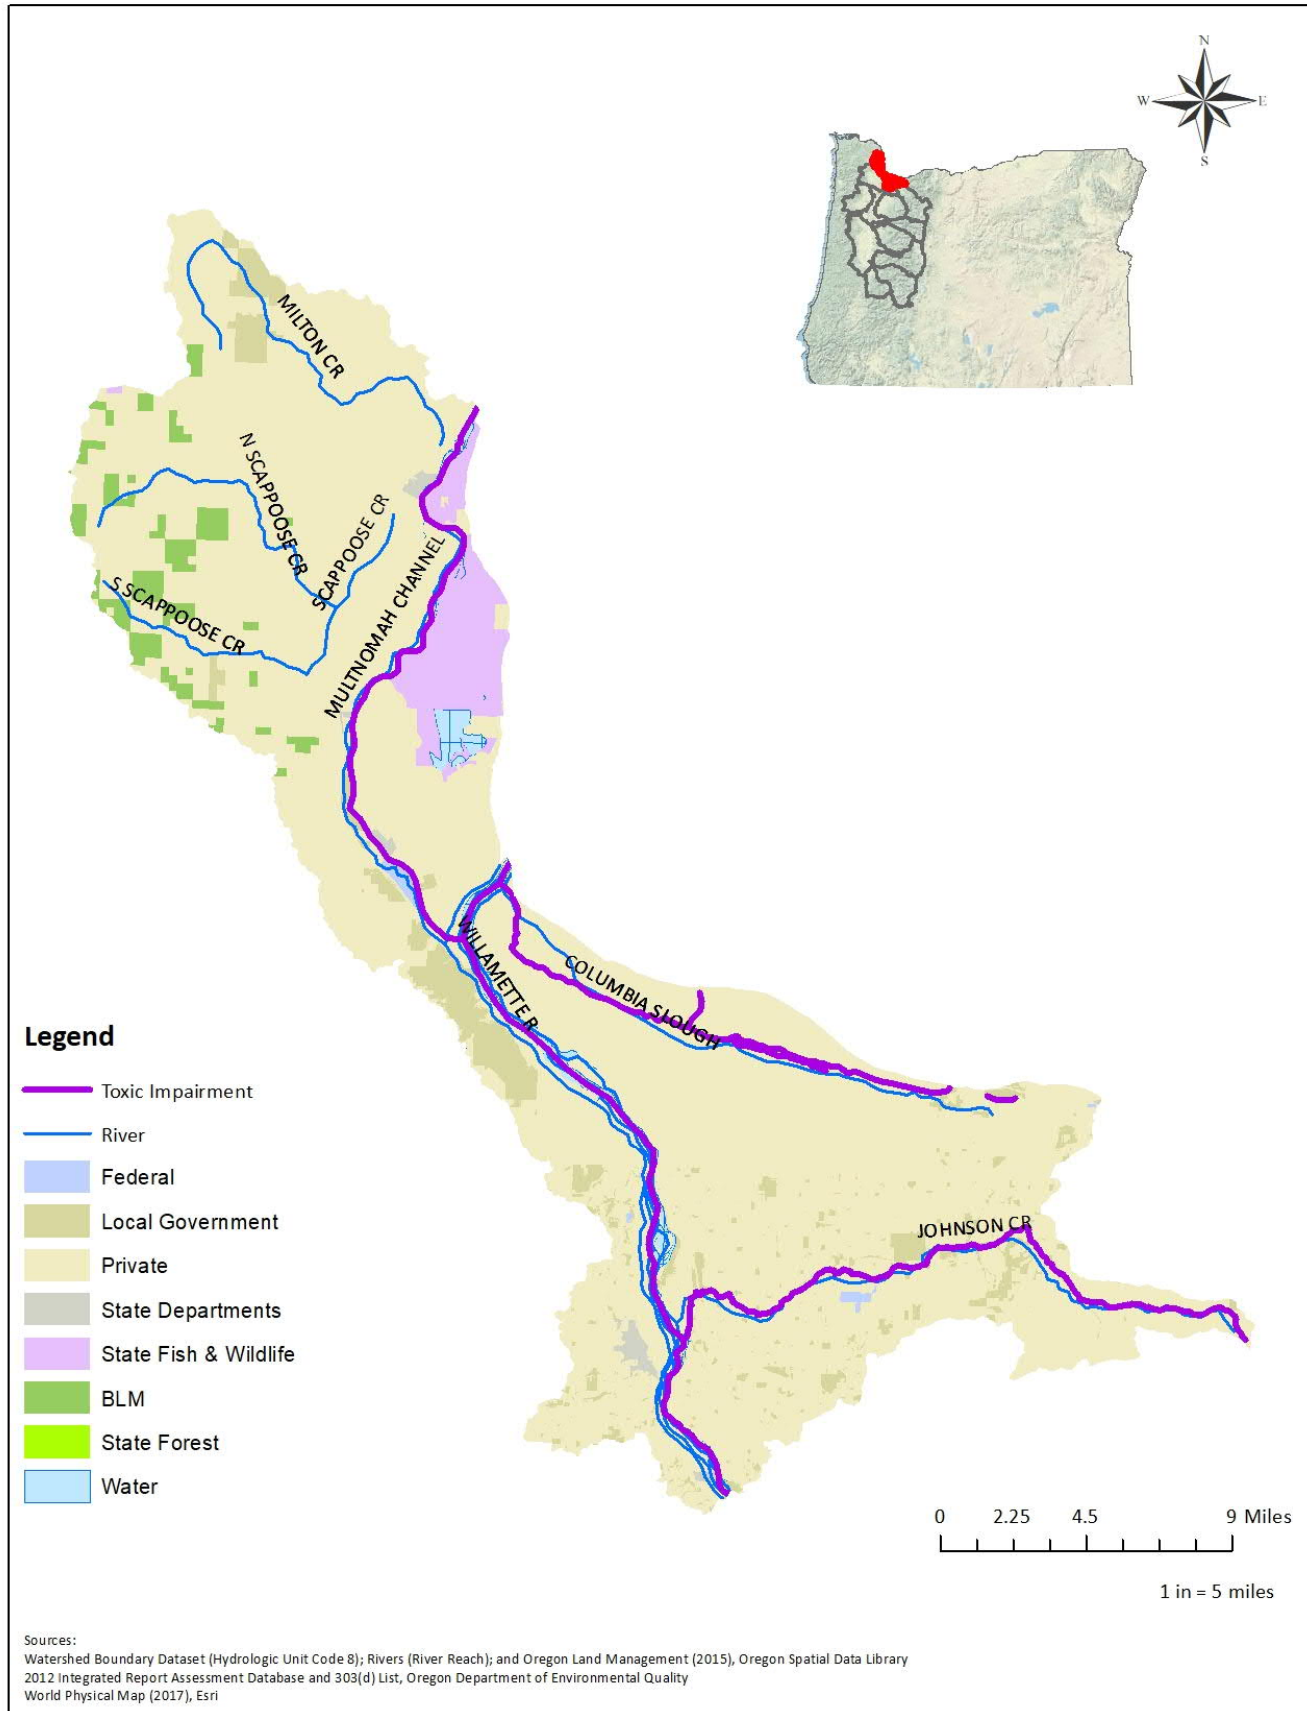 N
W
E
S
MILTON CR
N SCAPPOOSE CR
SCAPPOOSE CR
S SCAPPOOSE CR
MULTNOMAH CHANNEL
WILLAMETTE R
COLUMBIA SLOUGH
JOHNSON CR
Legend
Toxic Impairment
River
Federal
Local Government
Private
State Departments
State Fish & Wildlife
BLM
State Forest
Water
0 2.25 4.5 9 Miles
1 in = 5 miles
Sources:
Watershed Boundary Dataset (Hydrologic Unit Code 8); Rivers (River Reach); and Oregon Land Management (2015), Oregon Spatial Data Library
2012 Integrated Report Assessment Database and 303(d) List, Oregon Department of Environmental Quality
World Physical Map (2017), Esri